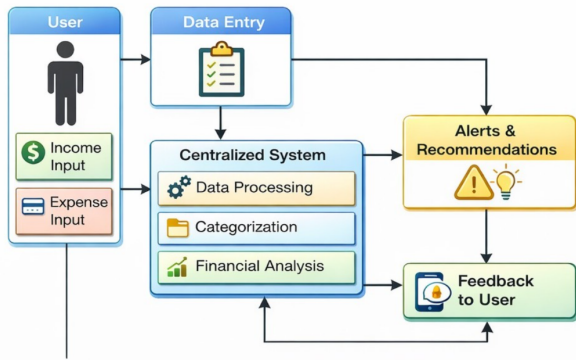 User
Income
Input
Expense
Input
Data Entry
Centralized System
Data Processing
Categorization
Financial Analysis
Alerts &
Recommendations
Feedback
to User